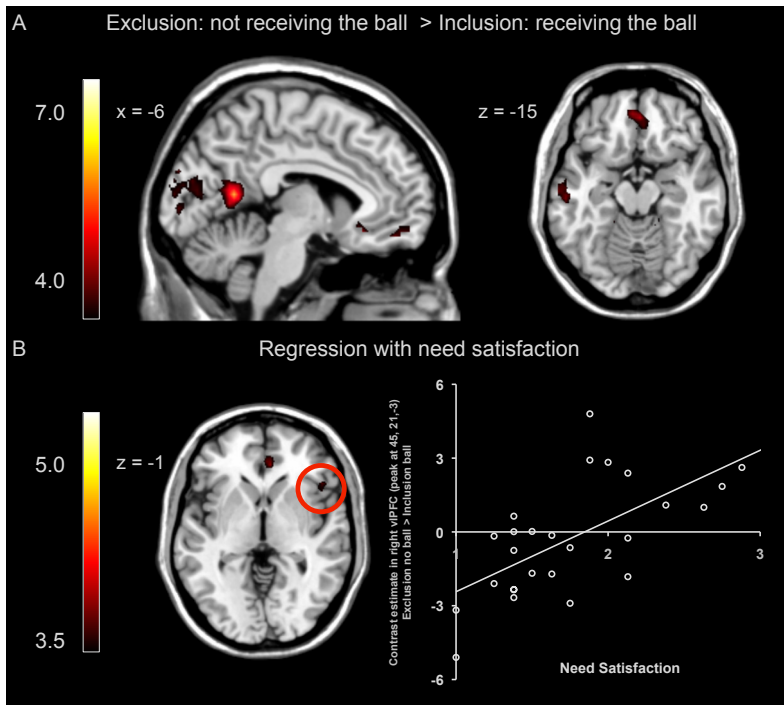 A
Exclusion: not receiving the ball > Inclusion: receiving the ball
7.0
4.0
x = -6
z = -15
B
Regression with need satisfaction
5.0
3.5
z = -1
Contrast estimate in right vlPFC (peak at 45, 21,-3)
Exclusion no ball > Inclusion ball
6
3
0
-3
-6
1
2
3
Need Satisfaction